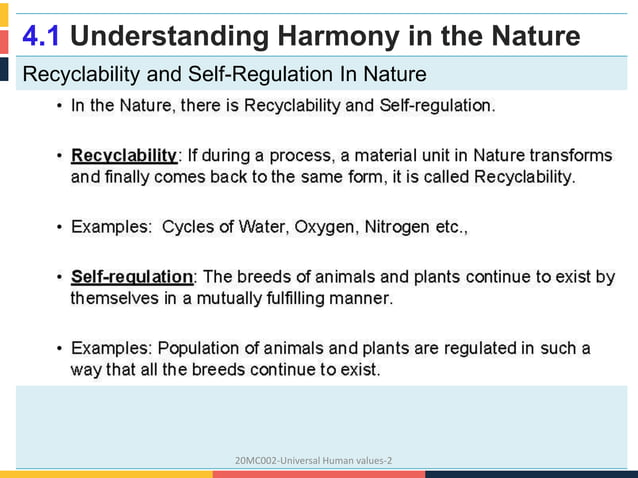 4.1 Understanding Harmony in the Nature
Recyclability and Self-Regulation In Nature
• In the Nature, there is Recyclability and Self-regulation.
• Recyclability: If during a process, a material unit in Nature transforms
and finally comes back to the same form, it is called Recyclability.
• Examples: Cycles of Water, Oxygen, Nitrogen etc.,
• Self-regulation: The breeds of animals and plants continue to exist by
themselves in a mutually fulfilling manner.
• Examples: Population of animals and plants are regulated in such a
way that all the breeds continue to exist.
20MC002-Universal Human values-2